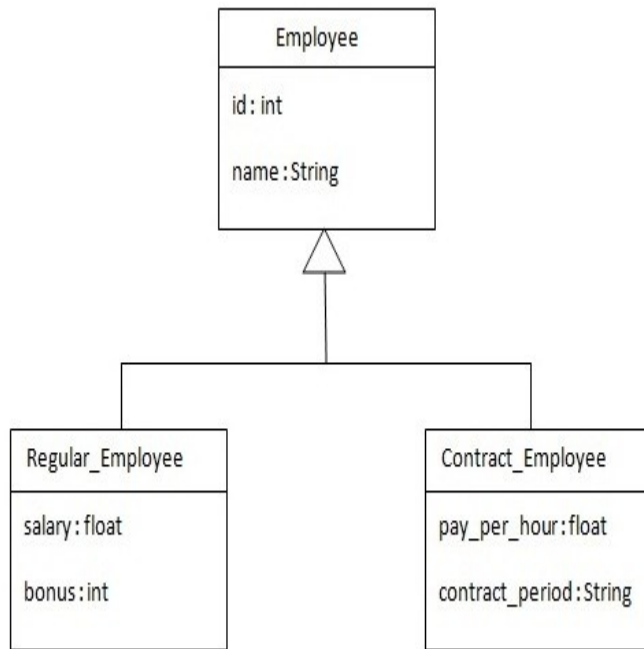 Employee
id: int
name:String
Regular_Employee
salary:float
bonus:int
Contract_Employee
pay_per_hour:float
contract_period:String